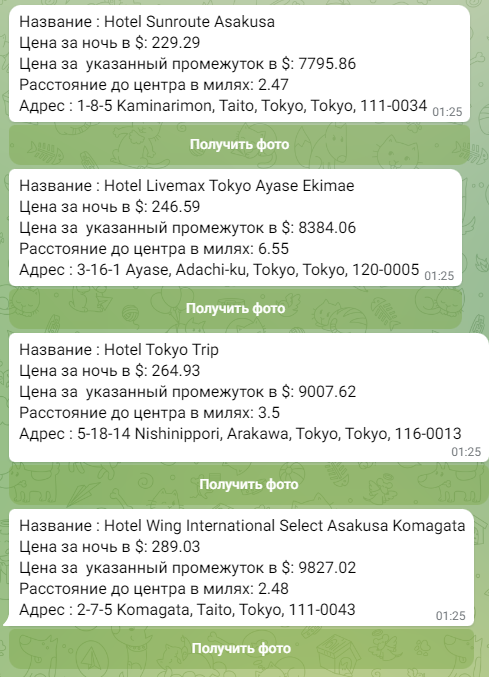 Название : Hotel Sunroute Asakusa
Цена за ночь в $: 229.29
Цена за  указанный промежуток в $: 7795.86
Расстояние до центра в милях: 2.47
Адрес : 1-8-5 Kaminarimon, Taito, Tokyo, Tokyo, 111-0034 01:25
Получить фото
Название : Hotel Livemax Tokyo Ayase Ekimae
Цена за ночь в $: 246.59
Цена за  указанный промежуток в $: 8384.06
Расстояние до центра в милях: 6.55
Адрес : 3-16-1 Ayase, Adachi-ku, Tokyo, Tokyo, 120-0005 01:25
Получить фото
Название : Hotel Tokyo Trip
Цена за ночь в $: 264.93
Цена за  указанный промежуток в $: 9007.62
Расстояние до центра в милях: 3.5
Адрес : 5-18-14 Nishinippori, Arakawa, Tokyo, Tokyo, 116-0013
01:25
Получить фото
Название : Hotel Wing International Select Asakusa Komagata
Цена за ночь в $: 289.03
Цена за  указанный промежуток в $: 9827.02
Расстояние до центра в милях: 2.48
Адрес : 2-7-5 Komagata, Taito, Tokyo, 111-0043 01:25
Получить фото